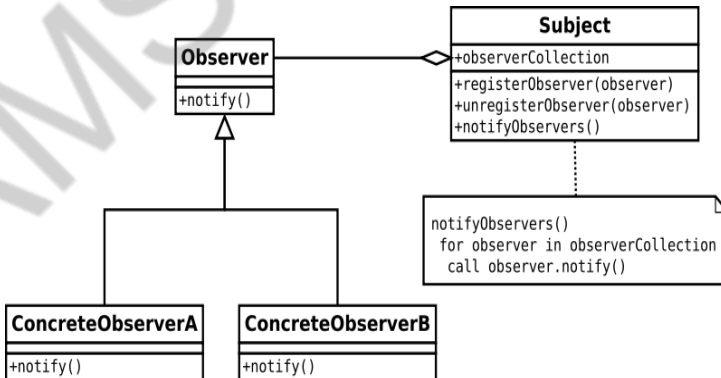 Subject
Observer
+observerCollection
+notify()
+registerObserver(observer)
+unregisterObserver(observer)
+notifyObservers()
notifyObservers()
for observer in observerCollection
call observer.notify()
ConcreteObserverA
ConcreteObserverB
+notify()
+notify()